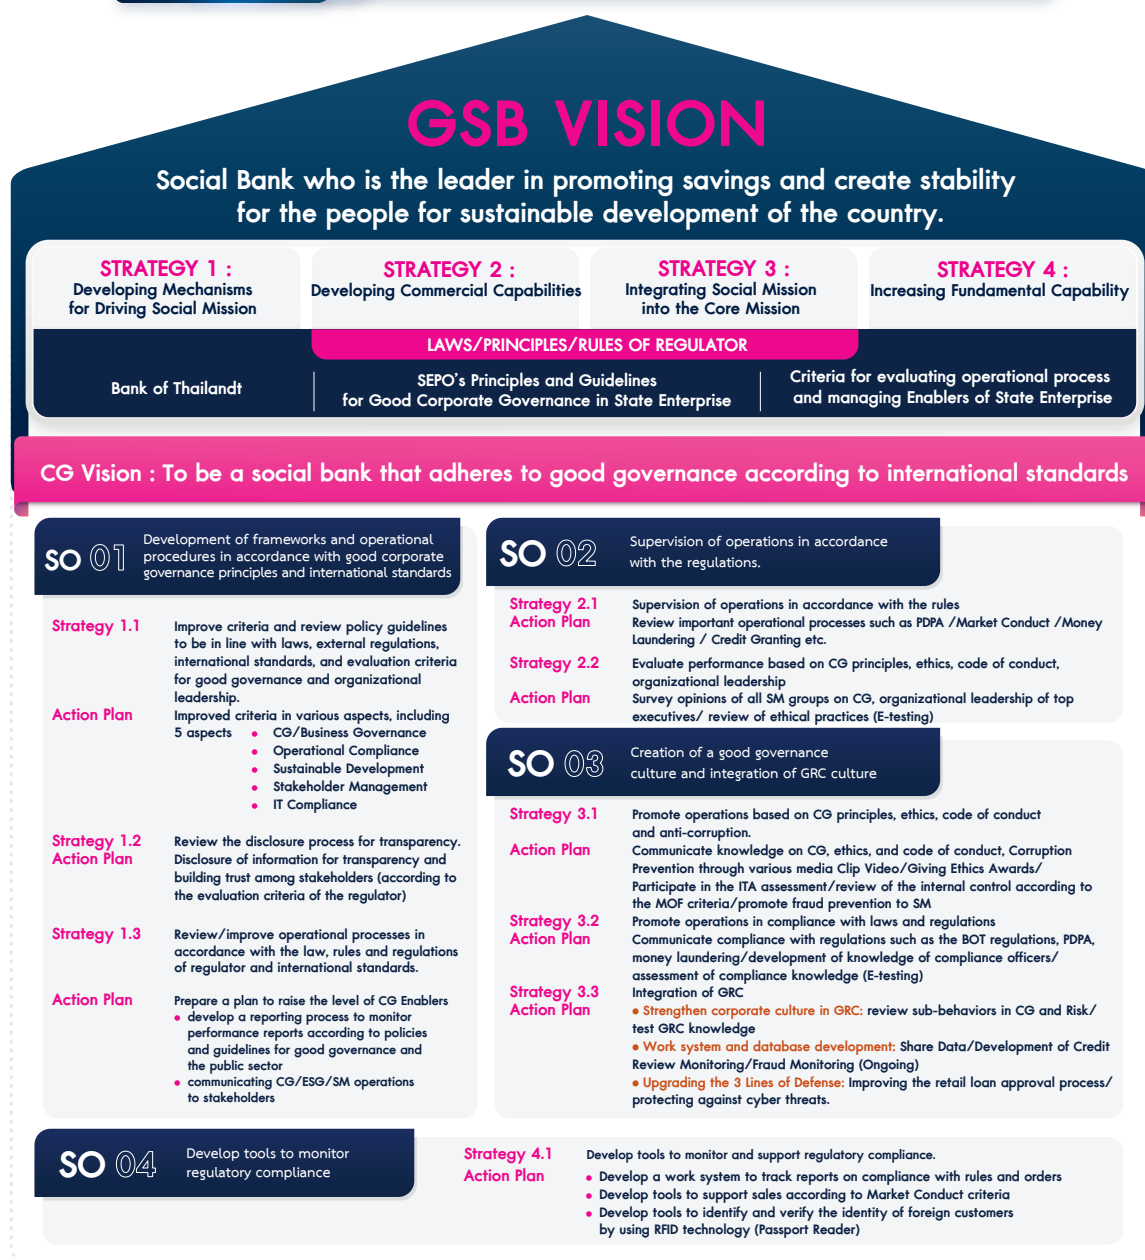 GSB VISION
Social Bank who is the leader in promoting savings and create stability
for the people for sustainable development of the country.
STRATEGY 1 :
Developing Mechanisms
for Driving Social Mission
STRATEGY 2 :
Developing Commercial Capabilities
STRATEGY 3 :
Integrating Social Mission
into the Core Mission
STRATEGY 4 :
Increasing Fundamental Capability
LAWS/PRINCIPLES/RULES OF REGULATOR
Bank of Thailandt
SEPO's Principles and Guidelines
for Good Corporate Governance in State Enterprise
Criteria for evaluating operational process
and managing Enablers of State Enterprise
CG Vision : To be a social bank that adheres to good governance according to international standards
SO 01
Development of frameworks and operational
procedures in accordance with good corporate
governance principles and international standards
Strategy 1.1
Improve criteria and review policy guidelines
to be in line with laws, external regulations,
international standards, and evaluation criteria
for good governance and organizational
leadership.
Action Plan
Improved criteria in various aspects, including
5 aspects • CG/Business Governance
• Operational Compliance
• Sustainable Development
• Stakeholder Management
• IT Compliance
Strategy 1.2 Review the disclosure process for transparency.
Action Plan Disclosure of information for transparency and
building trust among stakeholders (according to
the evaluation criteria of the regulator)
Strategy 1.3 Review/improve operational processes in
accordance with the law, rules and regulations
of regulator and international standards.
Action Plan Prepare a plan to raise the level of CG Enablers
• develop a reporting process to monitor
performance reports according to policies
and guidelines for good governance and
the public sector
• communicating CG/ESG/SM operations
to stakeholders
SO 02
Supervision of operations in accordance
with the regulations.
Strategy 2.1 Supervision of operations in accordance with the rules
Action Plan Review important operational processes such as PDPA /Market Conduct /Money
Laundering / Credit Granting etc.
Strategy 2.2 Evaluate performance based on CG principles, ethics, code of conduct,
organizational leadership
Action Plan Survey opinions of all SM groups on CG, organizational leadership of top
executives/ review of ethical practices (E-testing)
SO 03
Creation of a good governance
culture and integration of GRC culture
Strategy 3.1 Promote operations based on CG principles, ethics, code of conduct
and anti-corruption.
Action Plan Communicate knowledge on CG, ethics, and code of conduct, Corruption
Prevention through various media Clip Video/Giving Ethics Awards/
Participate in the ITA assessment/review of the internal control according to
the MOF criteria/promote fraud prevention to SM
Strategy 3.2 Promote operations in compliance with laws and regulations
Action Plan Communicate compliance with regulations such as the BOT regulations, PDPA,
money laundering/development of knowledge of compliance officers/
assessment of compliance knowledge (E-testing)
Strategy 3.3 Integration of GRC
Action Plan • Strengthen corporate culture in GRC: review sub-behaviors in CG and Risk/
test GRC knowledge
• Work system and database development: Share Data/Development of Credit
Review Monitoring/Fraud Monitoring (Ongoing)
• Upgrading the 3 Lines of Defense: Improving the retail loan approval process/
protecting against cyber threats.
SO 04
Develop tools to monitor
regulatory compliance
Strategy 4.1 Develop tools to monitor and support regulatory compliance.
Action Plan • Develop a work system to track reports on compliance with rules and orders
• Develop tools to support sales according to Market Conduct criteria
• Develop tools to identify and verify the identity of foreign customers
by using RFID technology (Passport Reader)